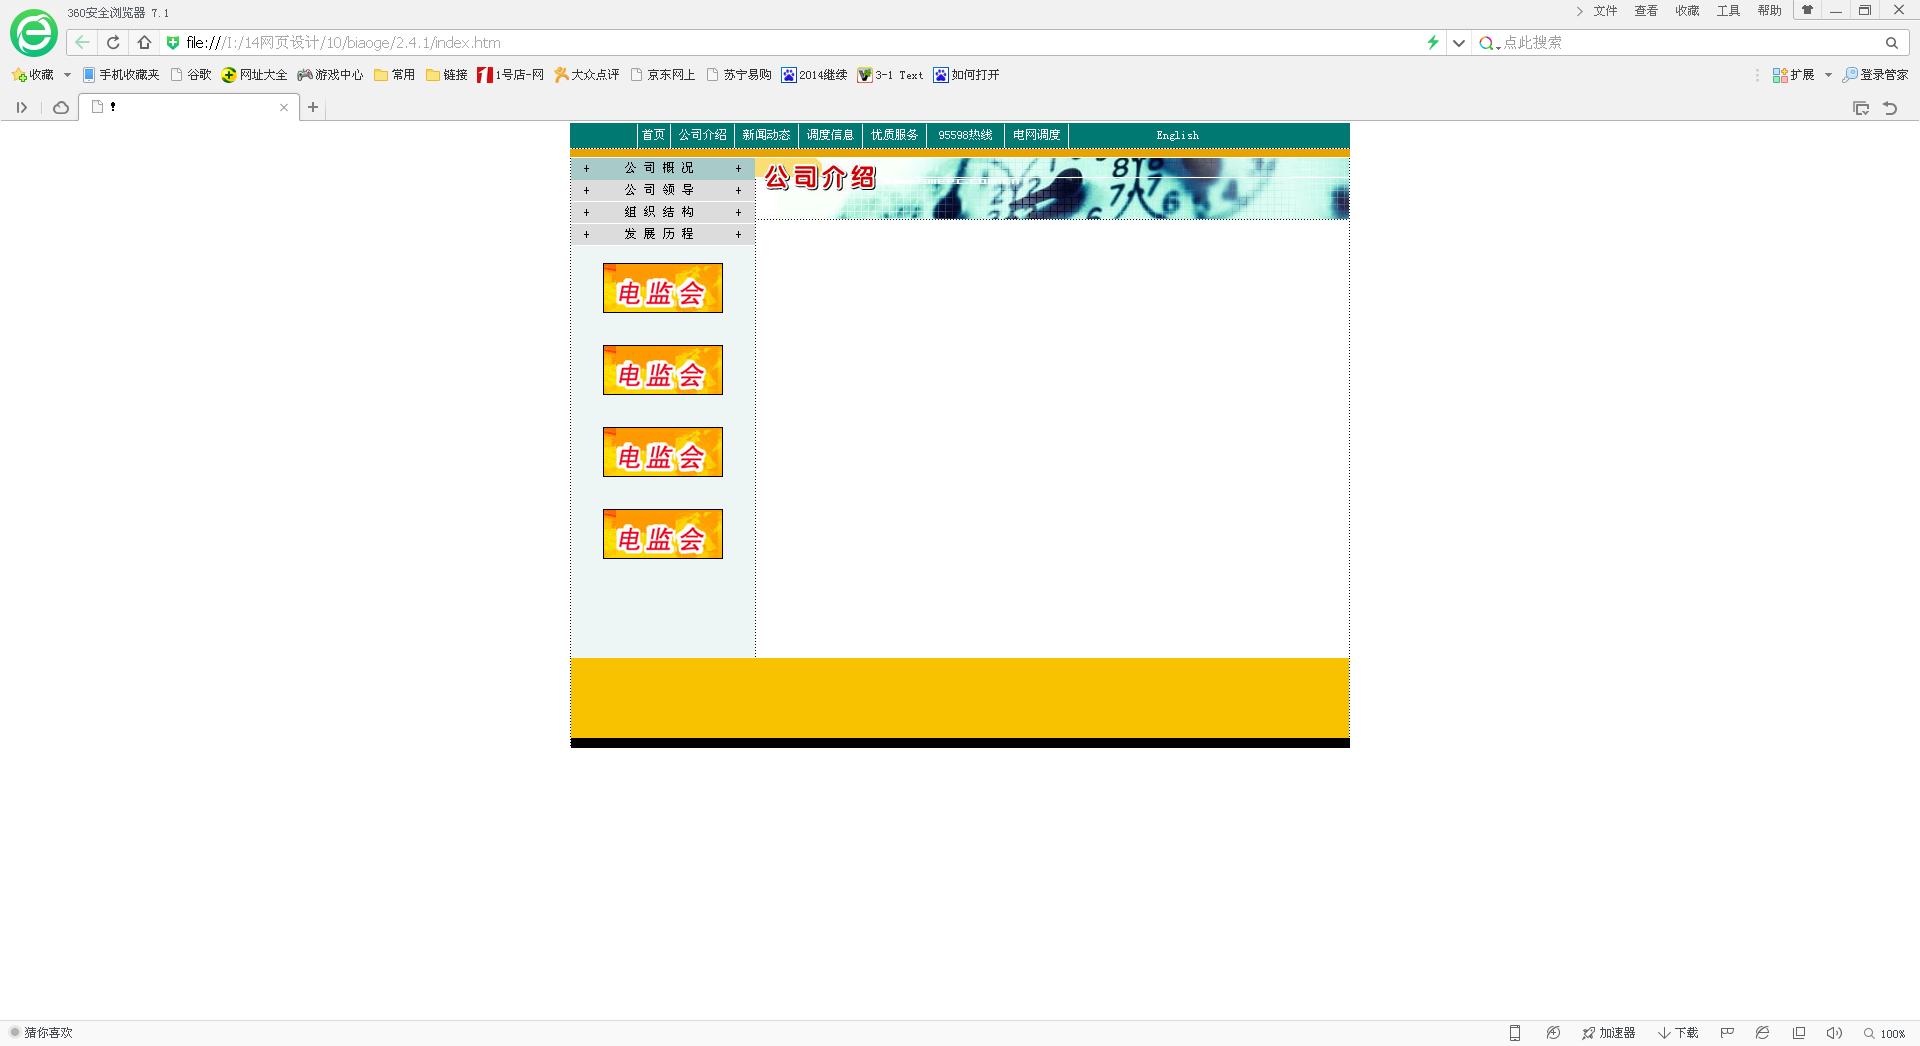 360安全浏览器 7.1
文件 查看 收藏 工具 帮助
file:///I:/14网页设计/10/biaoge/2.4.1/index.htm
点此搜索
收藏 手机收藏夹 谷歌 网址大全 游戏中心 常用 链接 1号店-网 大众点评 京东网上 苏宁易购 2014继续 3-1 Text 如何打开 扩展 登录管家
!
首页 公司介绍 新闻动态 调度信息 优质服务 95598热线 电网调度 English
+ 公 司 概 况 +
公司介绍
+ 公 司 领 导 +
+ 组 织 结 构 +
+ 发 展 历 程 +
电监会
电监会
电监会
电监会
猜你喜欢 加速器 下载 100%